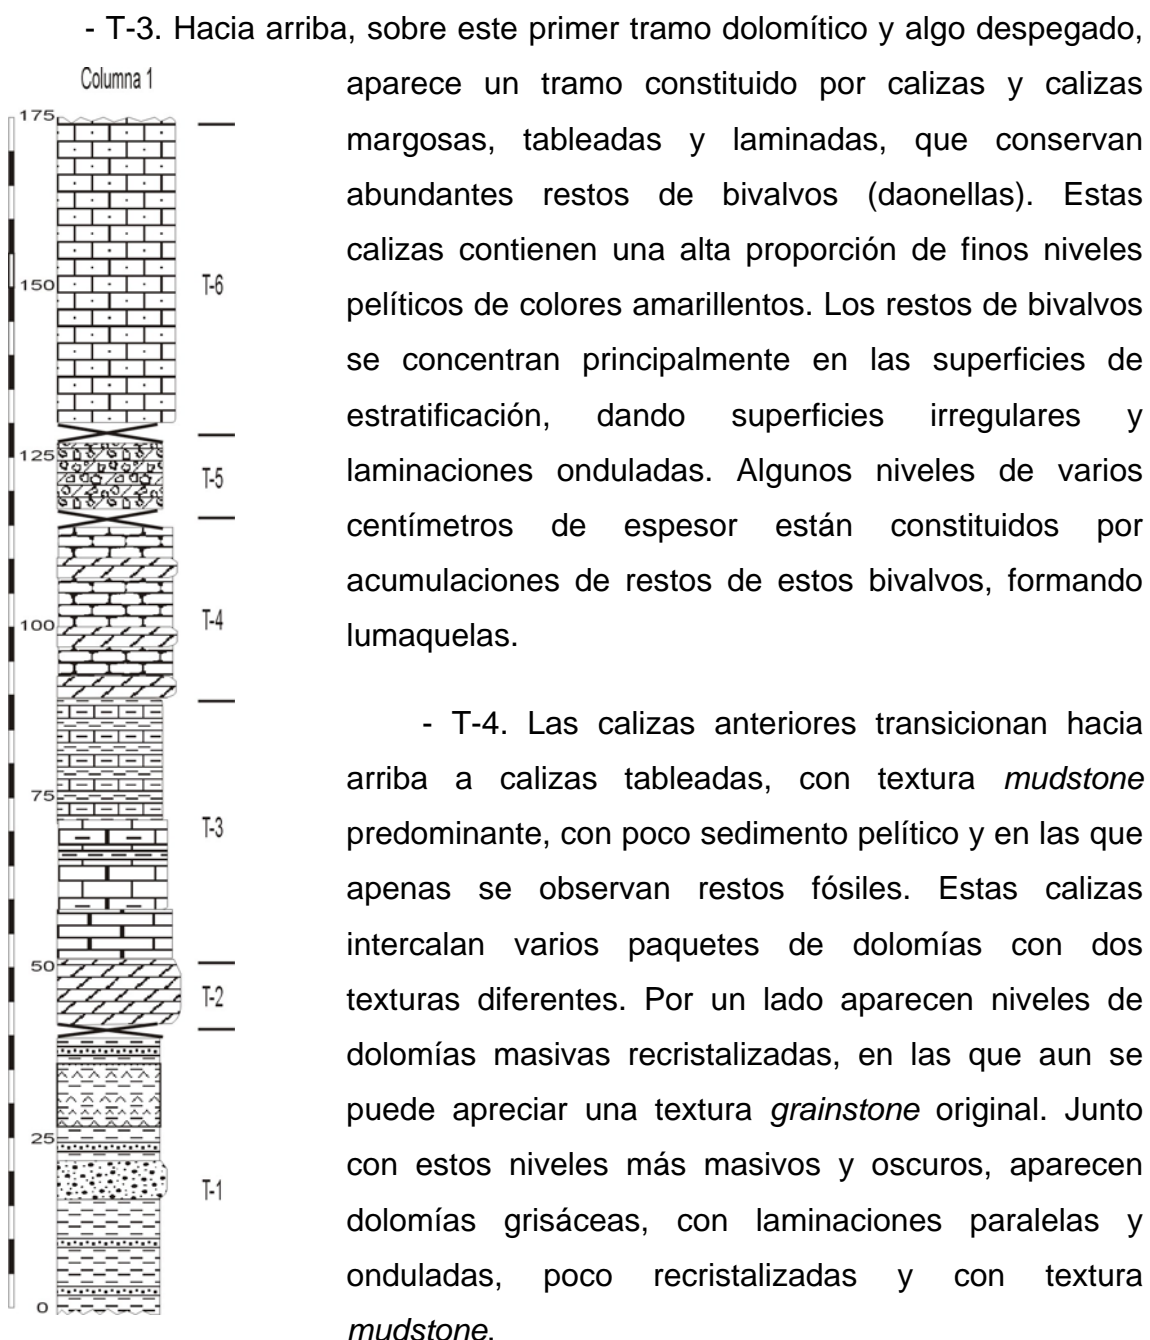 - T-3. Hacia arriba, sobre este primer tramo dolomítico y algo despegado,
aparece un tramo constituido por calizas y calizas
margosas, tableadas y laminadas, que conservan
abundantes restos de bivalvos (daonellas). Estas
calizas contienen una alta proporción de finos niveles
pelíticos de colores amarillentos. Los restos de bivalvos
se concentran principalmente en las superficies de
estratificación, dando superficies irregulares y
laminaciones onduladas. Algunos niveles de varios
centímetros de espesor están constituidos por
acumulaciones de restos de estos bivalvos, formando
lumaquelas.
- T-4. Las calizas anteriores transicionan hacia
arriba a calizas tableadas, con textura mudstone
predominante, con poco sedimento pelítico y en las que
apenas se observan restos fósiles. Estas calizas
intercalan varios paquetes de dolomías con dos
texturas diferentes. Por un lado aparecen niveles de
dolomías masivas recristalizadas, en las que aun se
puede apreciar una textura grainstone original. Junto
con estos niveles más masivos y oscuros, aparecen
dolomías grisáceas, con laminaciones paralelas y
onduladas, poco recristalizadas y con textura
mudstone.
Columna 1
175
150
T-6
125
T-5
100
T-4
75
T-3
50
T-2
25
T-1
0